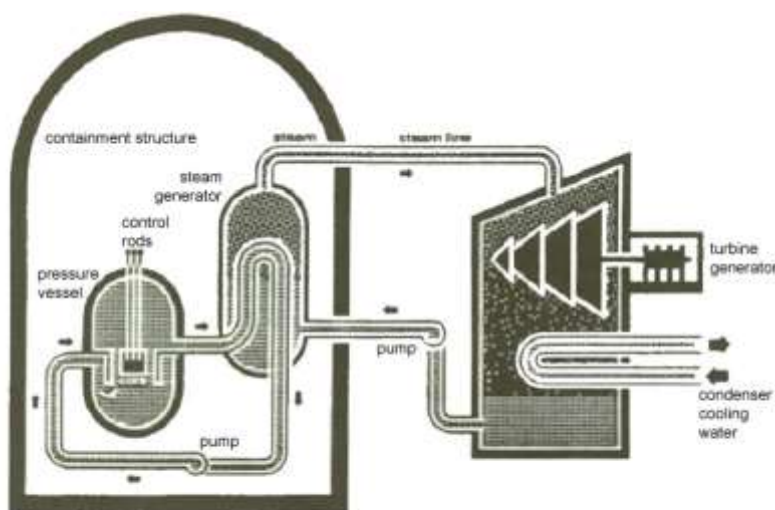 containment structure
steam
steam line
steam
generator
control
rods
pressure
vessel
turbine
generator
pump
condenser
cooling
water
pump